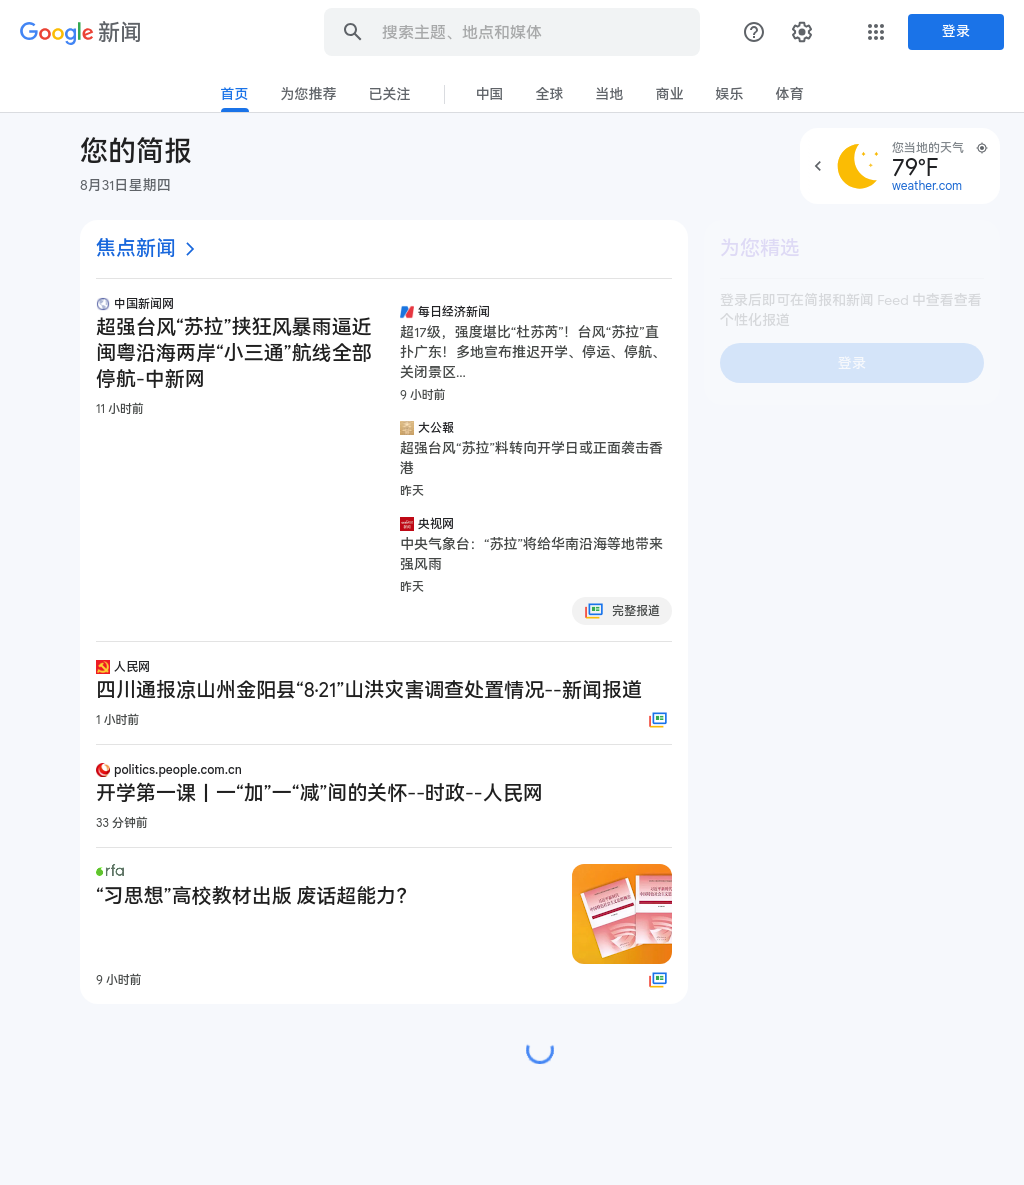 Google 新闻
搜索主题、地点和媒体
登录
首页 为您推荐 已关注 中国 全球 当地 商业 娱乐 体育
您的简报
8月31日星期四
您当地的天气
79°F
weather.com
焦点新闻
中国新闻网
超强台风“苏拉”挟狂风暴雨逼近
闽粤沿海两岸“小三通”航线全部
停航-中新网
11 小时前
每日经济新闻
超17级，强度堪比“杜苏芮”！台风“苏拉”直
扑广东！多地宣布推迟开学、停运、停航、
关闭景区...
9 小时前
大公報
超强台风“苏拉”料转向开学日或正面袭击香
港
昨天
央视网
中央气象台：“苏拉”将给华南沿海等地带来
强风雨
昨天
完整报道
人民网
四川通报凉山州金阳县“8·21”山洪灾害调查处置情况--新闻报道
1 小时前
politics.people.com.cn
开学第一课丨一“加”一“减”间的关怀--时政--人民网
33 分钟前
rfa
“习思想”高校教材出版 废话超能力？
9 小时前
为您精选
登录后即可在简报和新闻 Feed 中查看查看
个性化报道
登录